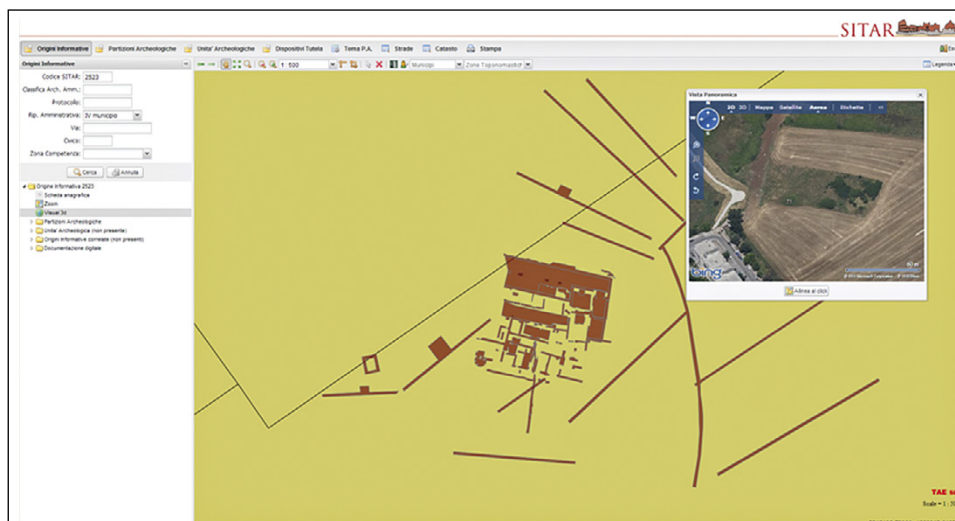 SITAR
Origini Informative
Partizioni Archeologiche
Unita' Archeologiche
Dispositivi Tutela
Tema P.A.
Strade
Catasto
Stampa
Origini Informative
1: 500
Municipi
Zone Toponomastich
Legenda
Codice SITAR: 2523
Classifica Arch. Amm.:
Protocollo:
Rip. Amministrativa: IV municipio
Via:
Civico:
Zona Competenza:
Cerca
Annulla
Origine informativa 2523
Scheda anagrafica
Zoom
Visual 3d
Partizioni Archeologiche
Unita' Archeologica (non presente)
Origini Informative correlate (non presenti)
Documentazione digitale
Vista Panoramica
2D 3D Mappa Satellite Aerea Etichette
N
W E
S
bing
Allinea al click